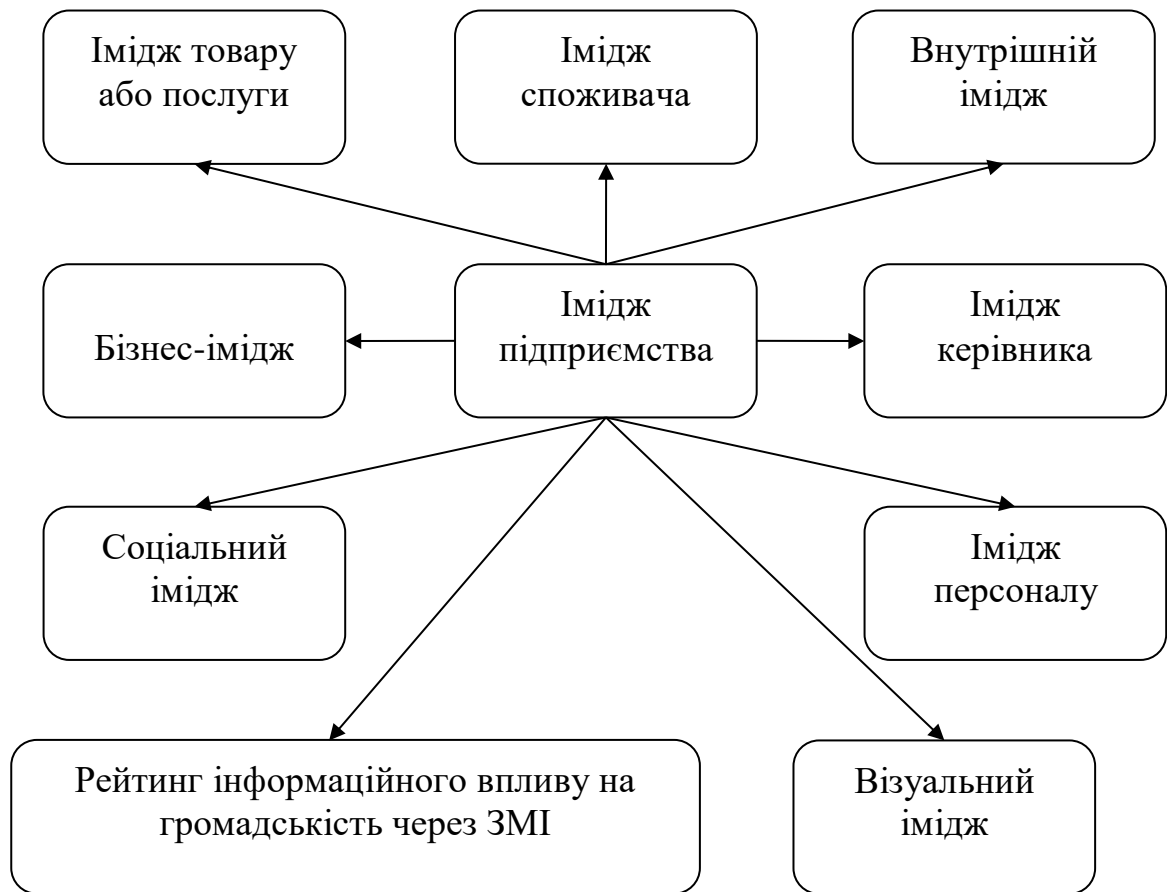 Імідж товару
або послуги
Імідж
споживача
Внутрішній
імідж
Бізнес-імідж
Імідж
підприємства
Імідж
керівника
Соціальний
імідж
Імідж
персоналу
Рейтинг інформаційного впливу на
громадськість через ЗМІ
Візуальний
імідж